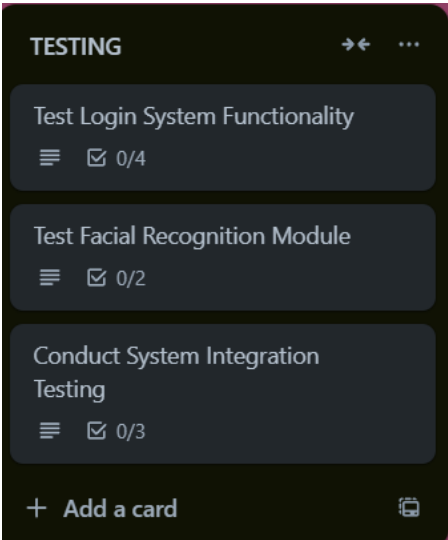 TESTING
Test Login System Functionality
0/4
Test Facial Recognition Module
0/2
Conduct System Integration
Testing
0/3
+ Add a card